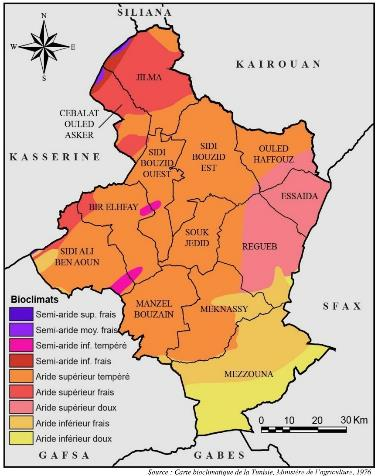 SILIANA
N
W E
S
KAIROUAN
JILMA
CEBALAT
OULED
ASKER
KASSERINE
SIDI
BOUZID
OUEST
SIDI
BOUZID
EST
OULED
HAFFOUZ
ESSAIDA
BIR ELHFAY
SOUK
JEDID
REGUEB
SIDI ALI
BEN AOUN
MANZEL
BOUZAIN
MEKNASSY
SFAX
MEZZOUNA
Bioclimats
Semi-aride sup. frais
Semi-aride moy. frais
Semi-aride inf. tempéré
Semi-aride inf. frais
Aride supérieur tempéré
Aride supérieur frais
Aride supérieur doux
Aride inférieur frais
Aride inférieur doux
0 10 20 30
Km
GAFSA
GABES
Source : Carte bioclimatique de la Tunisie, Ministère de l'agriculture, 1976